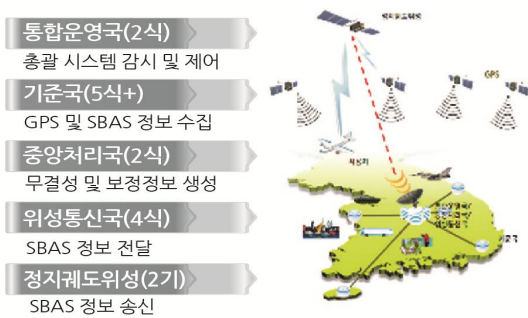 통합운영국(2식)
총괄 시스템 감시 및 제어
기준국(5식+)
GPS 및 SBAS 정보 수집
중앙처리국(2식)
무결성 및 보정정보 생성
위성통신국(4식)
SBAS 정보 전달
정지궤도위성(2기)
SBAS 정보 송신
GPS
사용자